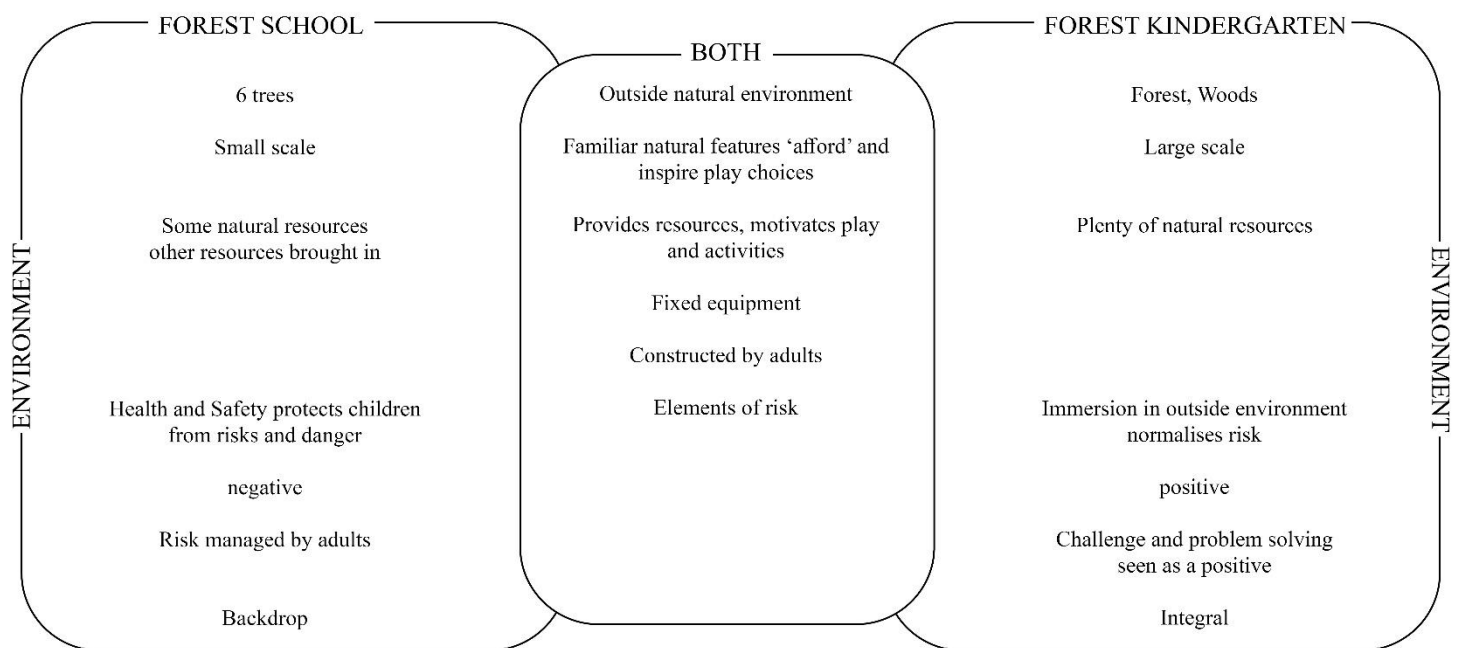 FOREST SCHOOL
6 trees
Small scale
Some natural resources
other resources brought in
Health and Safety protects children
from risks and danger
negative
Risk managed by adults
Backdrop
ENVIRONMENT
BOTH
Outside natural environment
Familiar natural features ‘afford’ and
inspire play choices
Provides resources, motivates play
and activities
Fixed equipment
Constructed by adults
Elements of risk
FOREST KINDERGARTEN
Forest, Woods
Large scale
Plenty of natural resources
Immersion in outside environment
normalises risk
positive
Challenge and problem solving
seen as a positive
Integral
ENVIRONMENT